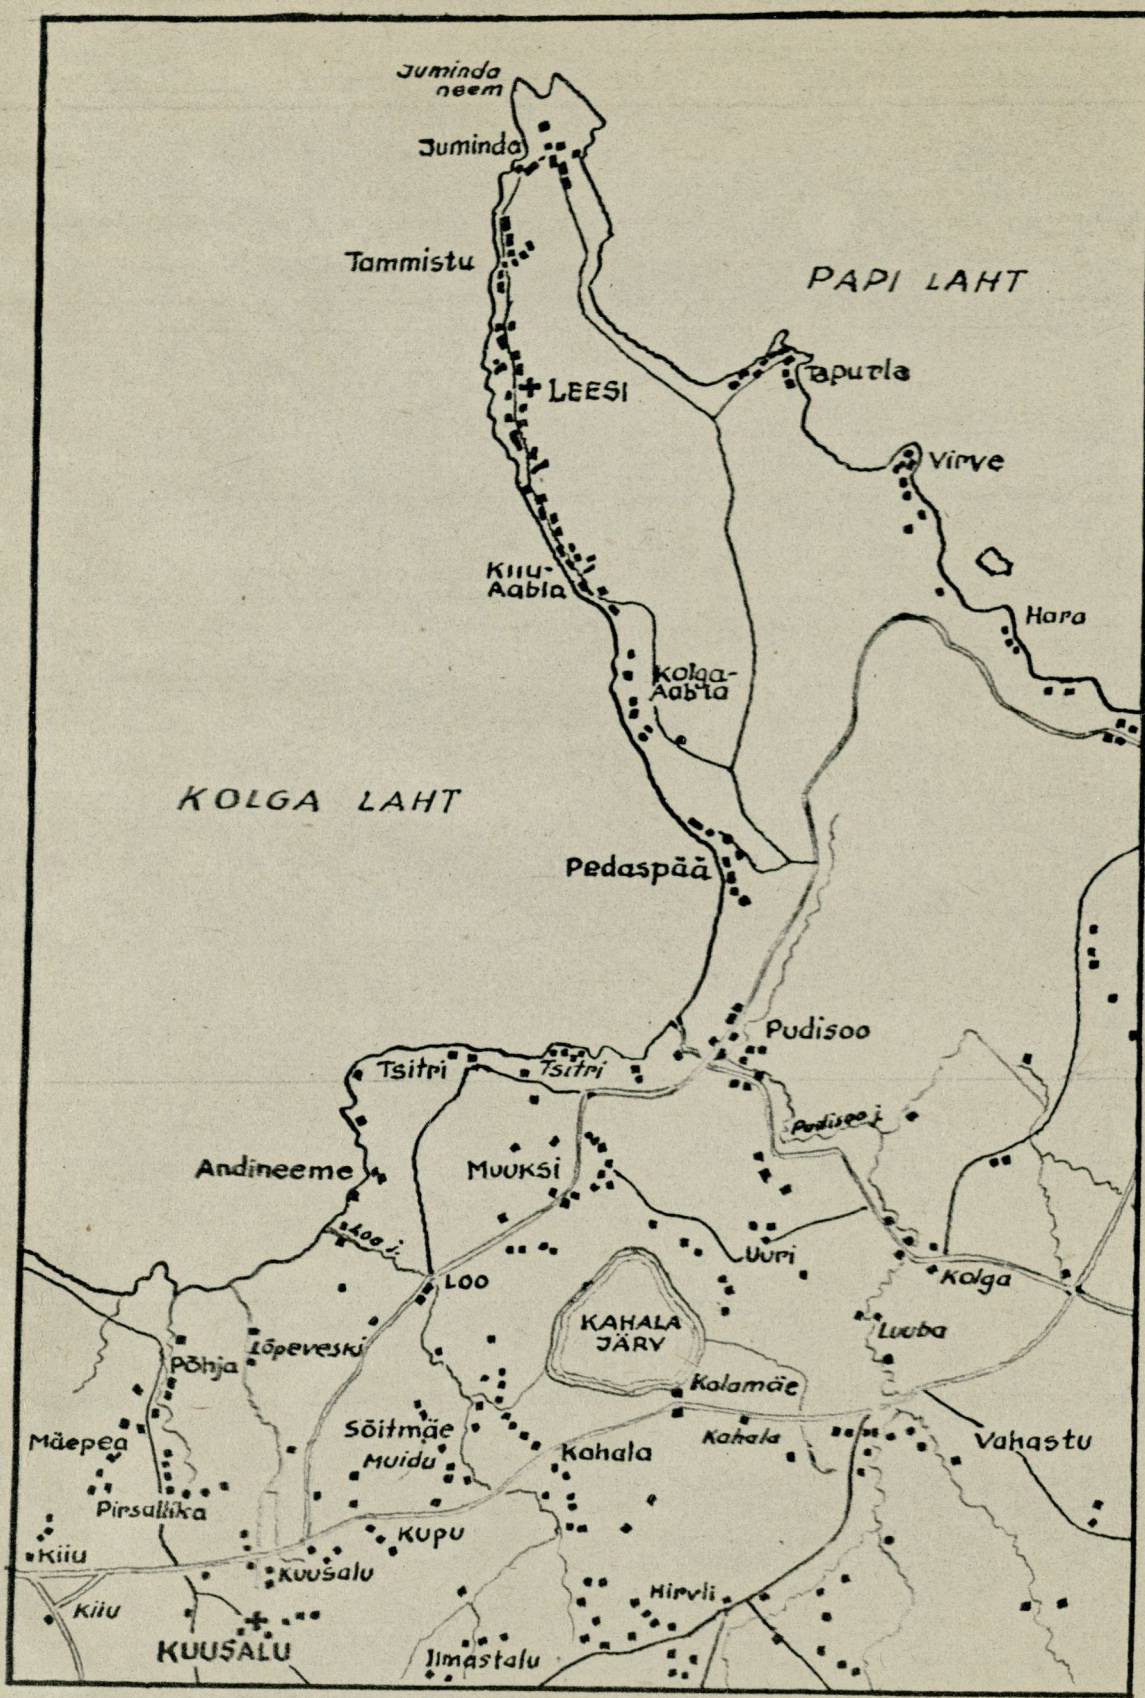 Juminda
neem
Juminda
Tammistu
PAPI LAHT
Tapurla
LEESI
Virve
Kiiu-
Aabla
Hara
Kolga-
Aabla
KOLGA LAHT
Pedaspää
Pudisoo
Tsitri
Tsitri
Pudisoo j.
Andineeme
Muuksi
Loo j.
Uuri
Loo
Kolga
KAHALA
JÄRV
Luuba
Lõpeveski
Põhja
Kolamäe
Sõitmäe
Kahala
Mäepea
Muidu
Kahala
Vahastu
Pirsallika
Kupu
Kiiu
Kuusalu
Kiiu
Hirvli
KUUSALU
Ilmastalu